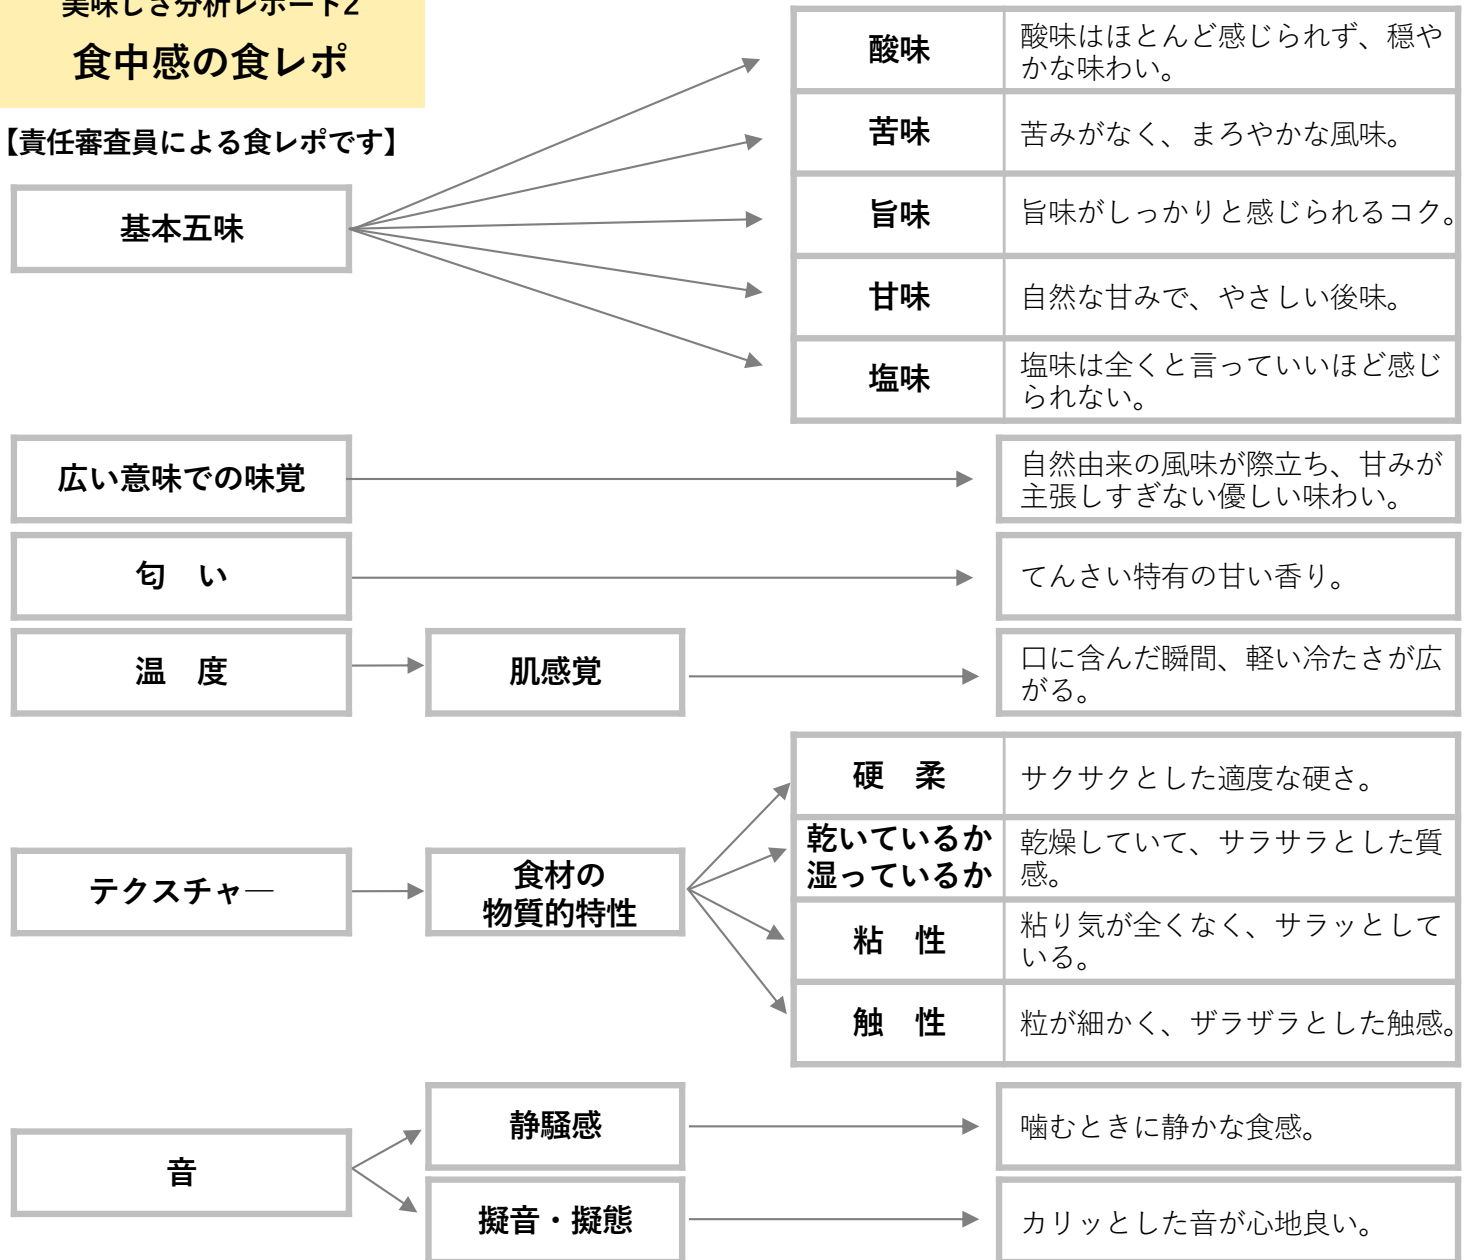 美味しさ分析レポート2
食中感の食レポ
【責任審査員による食レポです】
基本五味
酸味
酸味はほとんど感じられず、穏や
かな味わい。
苦味
苦みがなく、まろやかな風味。
旨味
旨味がしっかりと感じられるコク。
甘味
自然な甘みで、やさしい後味。
塩味
塩味は全くと言っていいほど感じ
られない。
広い意味での味覚
自然由来の風味が際立ち、甘みが
主張しすぎない優しい味わい。
匂　い
てんさい特有の甘い香り。
温　度
肌感覚
口に含んだ瞬間、軽い冷たさが広
がる。
テクスチャ―
食材の
物質的特性
硬　柔
サクサクとした適度な硬さ。
乾いているか
湿っているか
乾燥していて、サラサラとした質
感。
粘　性
粘り気が全くなく、サラッとして
いる。
触　性
粒が細かく、ザラザラとした触感。
音
静騒感
噛むときに静かな食感。
擬音・擬態
カリッとした音が心地良い。